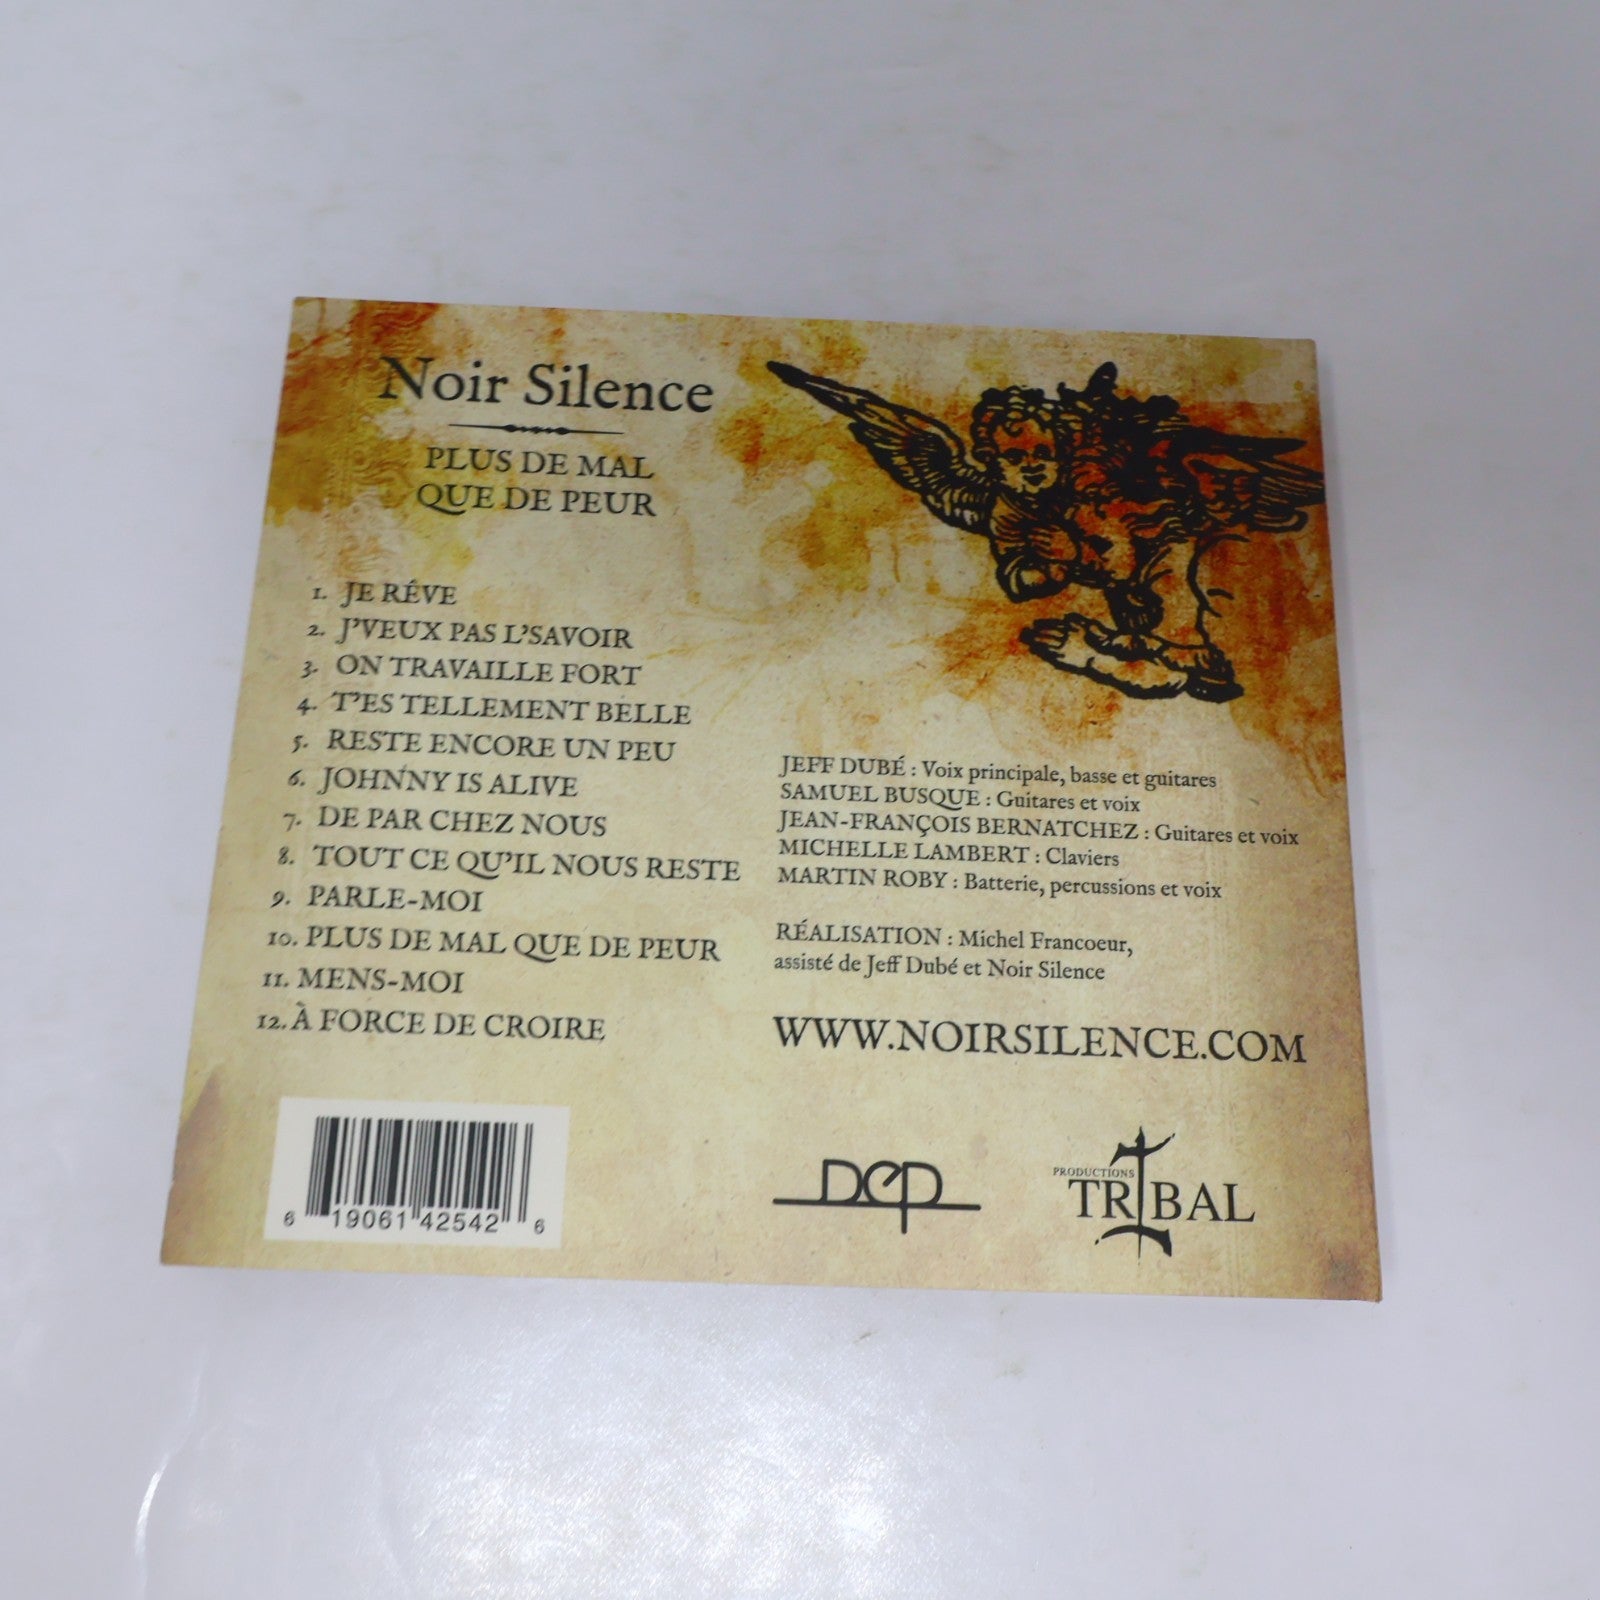 Noir Silence
PLUS DE MAL
QUE DE PEUR
1. JE RÊVE
2. J'VEUX PAS L'SAVOIR
3. ON TRAVAILLE FORT
4. T'ES TELLEMENT BELLE
5. RESTE ENCORE UN PEU
6. JOHNNY IS ALIVE
7. DE PAR CHEZ NOUS
8. TOUT CE QU'IL NOUS RESTE
9. PARLE-MOI
10. PLUS DE MAL QUE DE PEUR
11. MENS-MOI
12. À FORCE DE CROIRE
JEFF DUBÉ : Voix principale, basse et guitares
SAMUEL BUSQUE : Guitares et voix
JEAN-FRANÇOIS BERNATCHEZ : Guitares et voix
MICHELLE LAMBERT : Claviers
MARTIN ROBY : Batterie, percussions et voix
RÉALISATION : Michel Francoeur,
assisté de Jeff Dubé et Noir Silence
WWW.NOIRSILENCE.COM
6 19061 42542 6
DEP
PRODUCTIONS
TRIBAL